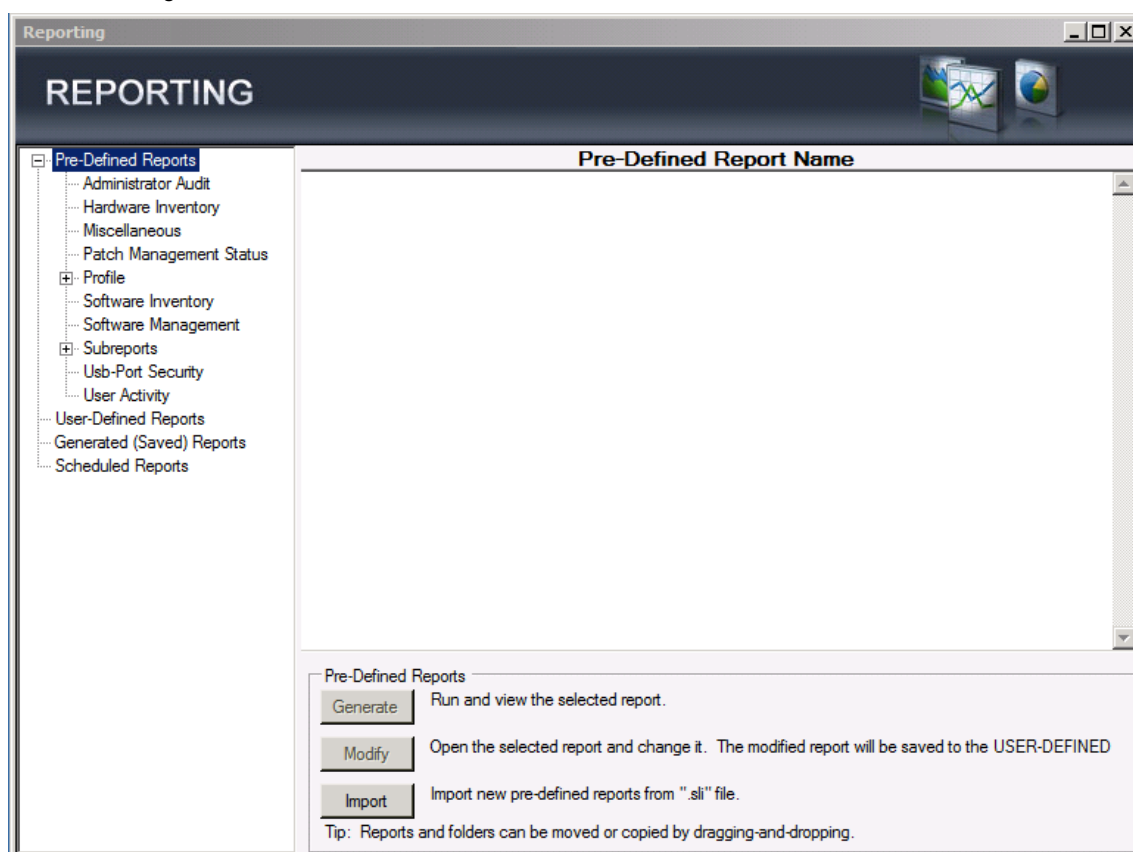 Reporting
REPORTING
Pre-Defined Reports
Administrator Audit
Hardware Inventory
Miscellaneous
Patch Management Status
Profile
Software Inventory
Software Management
Subreports
Usb-Port Security
User Activity
User-Defined Reports
Generated (Saved) Reports
Scheduled Reports
Pre-Defined Report Name
Pre-Defined Reports
Generate Run and view the selected report.
Modify Open the selected report and change it. The modified report will be saved to the USER-DEFINED
Import Import new pre-defined reports from ".sli" file.
Tip: Reports and folders can be moved or copied by dragging-and-dropping.